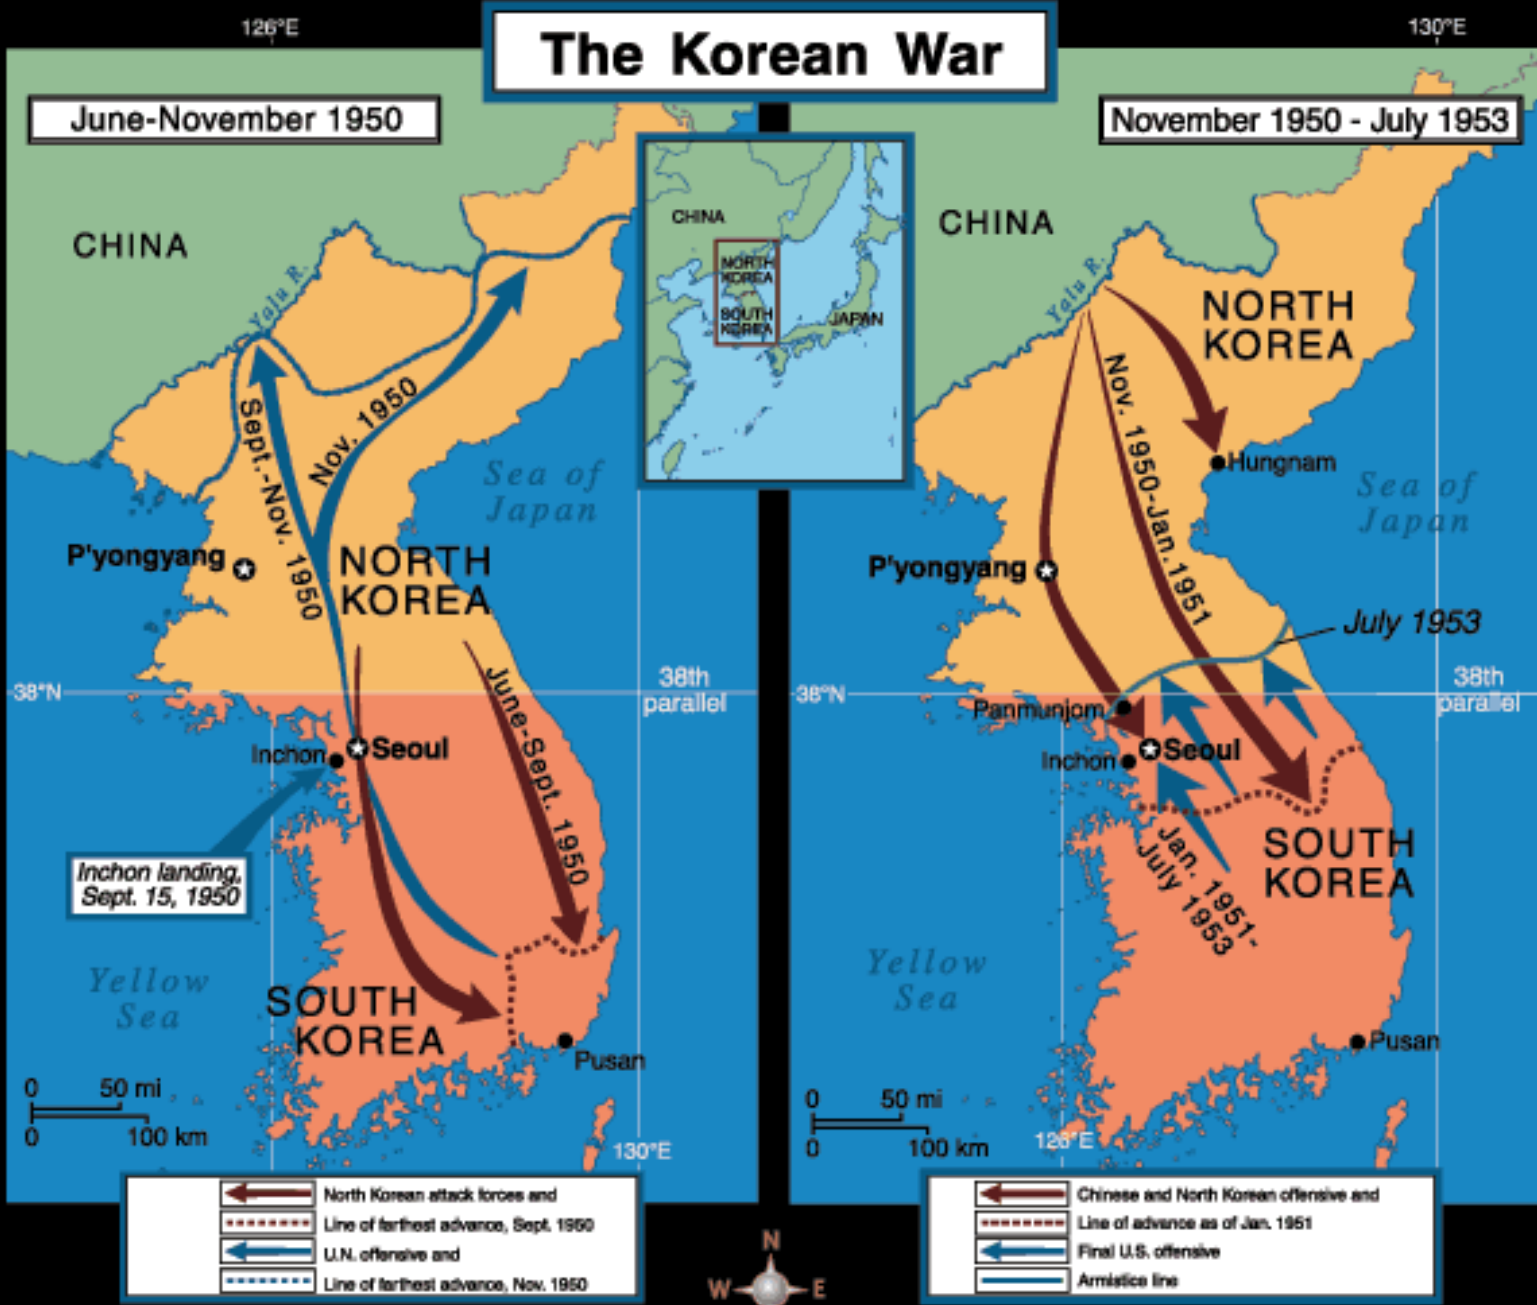 The Korean War
126°E
June-November 1950
CHINA
Yalu R.
Sept.-Nov. 1950
Nov. 1950
Sea of
Japan
P'yongyang
NORTH
KOREA
38°N
38th
parallel
June-Sept. 1950
Inchon
Seoul
Inchon landing,
Sept. 15, 1950
Yellow
Sea
SOUTH
KOREA
Pusan
0 50 mi
0 100 km
130°E
North Korean attack forces and
Line of farthest advance, Sept. 1950
U.N. offensive and
Line of farthest advance, Nov. 1950
CHINA
NORTH
KOREA
SOUTH
KOREA
JAPAN
130°E
November 1950 - July 1953
CHINA
Yalu R.
NORTH
KOREA
Nov. 1950-Jan.1951
Hungnam
Sea of
Japan
P'yongyang
July 1953
38°N
38th
parallel
Panmunjom
Seoul
Inchon
Jan. 1951-
July 1953
SOUTH
KOREA
Yellow
Sea
Pusan
0 50 mi
0 100 km
126°E
Chinese and North Korean offensive and
Line of advance as of Jan. 1951
Final U.S. offensive
Armistice line
N
W E